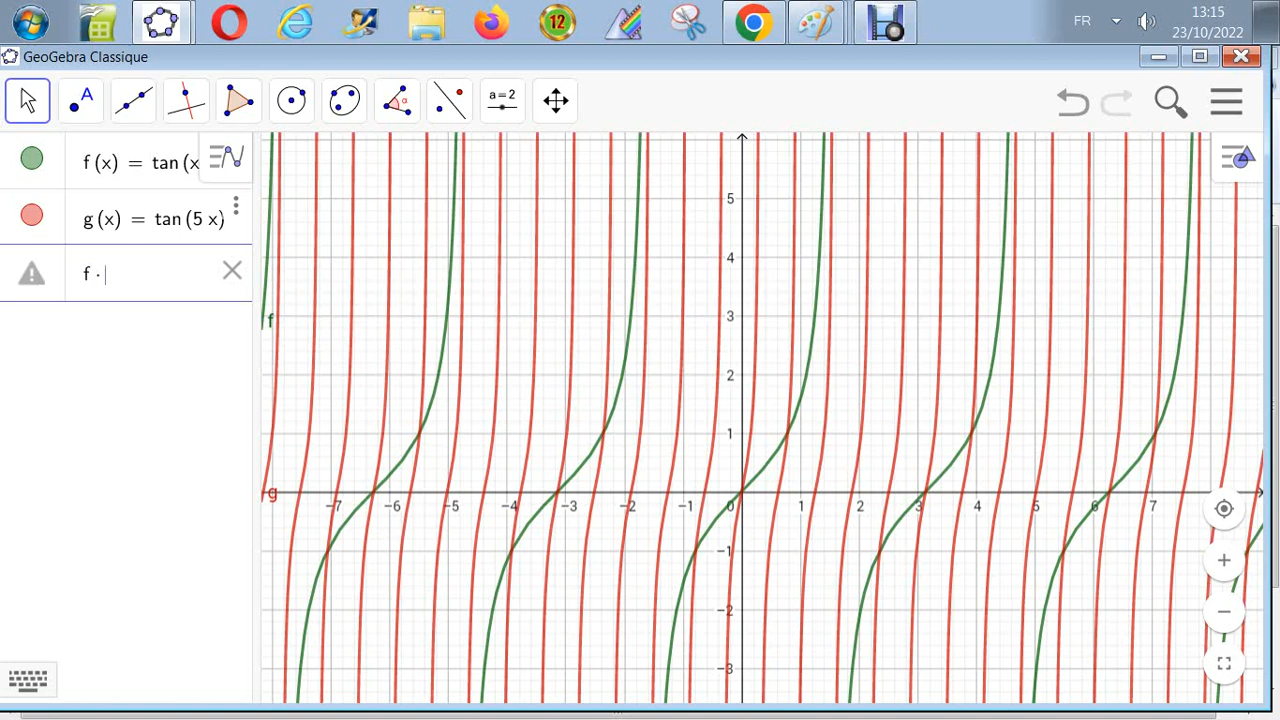 12
FR
13:15
23/10/2022
GeoGebra Classique
A
α
a=2
f(x) = tan(x
g(x) = tan(5 x)
f ·
f
g
5
4
3
2
1
−1
−2
−3
−7 −6 −5 −4 −3 −2 −1 0 1 2 3 4 5 6 7